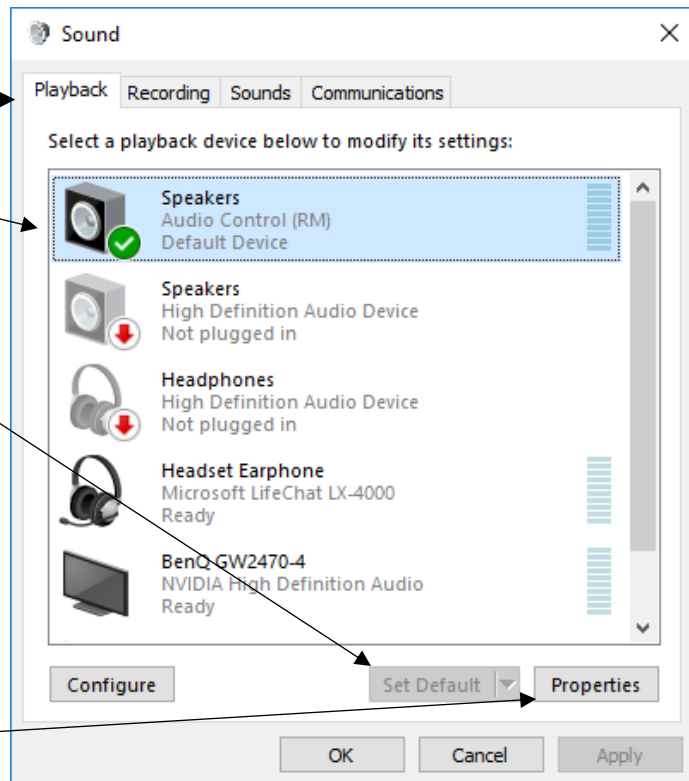 Sound
Playback Recording Sounds Communications
Select a playback device below to modify its settings:
Speakers
Audio Control (RM)
Default Device
Speakers
High Definition Audio Device
Not plugged in
Headphones
High Definition Audio Device
Not plugged in
Headset Earphone
Microsoft LifeChat LX-4000
Ready
BenQ GW2470-4
NVIDIA High Definition Audio
Ready
Configure Set Default Properties
OK Cancel Apply